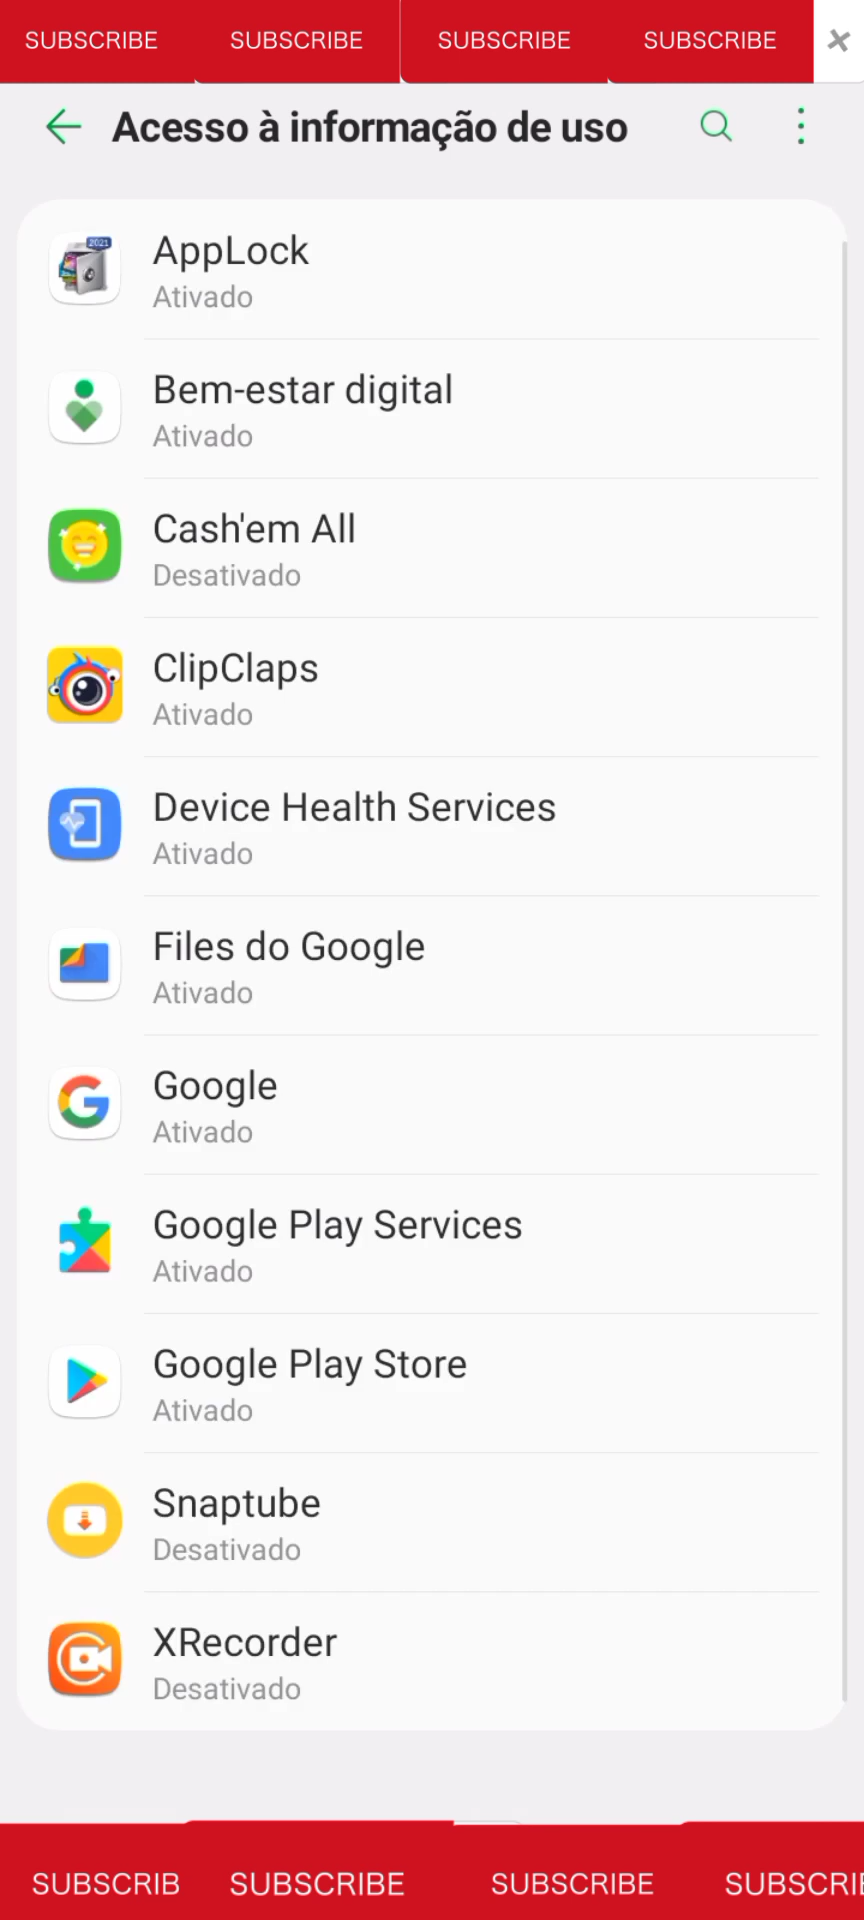 SUBSCRIBE SUBSCRIBE SUBSCRIBE SUBSCRIBE
Acesso à informação de uso
2021
AppLock
Ativado
Bem-estar digital
Ativado
Cash'em All
Desativado
ClipClaps
Ativado
Device Health Services
Ativado
Files do Google
Ativado
Google
Ativado
Google Play Services
Ativado
Google Play Store
Ativado
Snaptube
Desativado
XRecorder
Desativado
SUBSCRIB SUBSCRIBE SUBSCRIBE SUBSCRIE